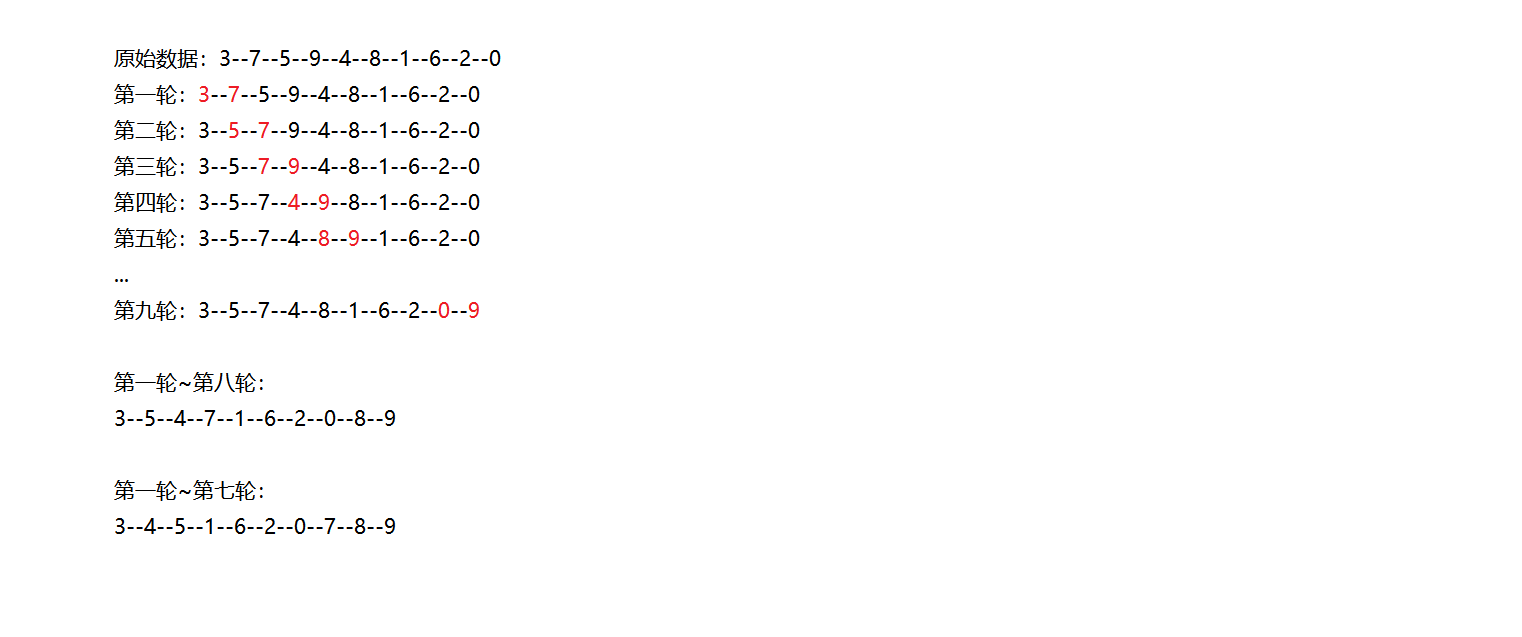 原始数据：3--7--5--9--4--8--1--6--2--0
第一轮：3--7--5--9--4--8--1--6--2--0
第二轮：3--5--7--9--4--8--1--6--2--0
第三轮：3--5--7--9--4--8--1--6--2--0
第四轮：3--5--7--4--9--8--1--6--2--0
第五轮：3--5--7--4--8--9--1--6--2--0
...
第九轮：3--5--7--4--8--1--6--2--0--9
第一轮~第八轮：
3--5--4--7--1--6--2--0--8--9
第一轮~第七轮：
3--4--5--1--6--2--0--7--8--9